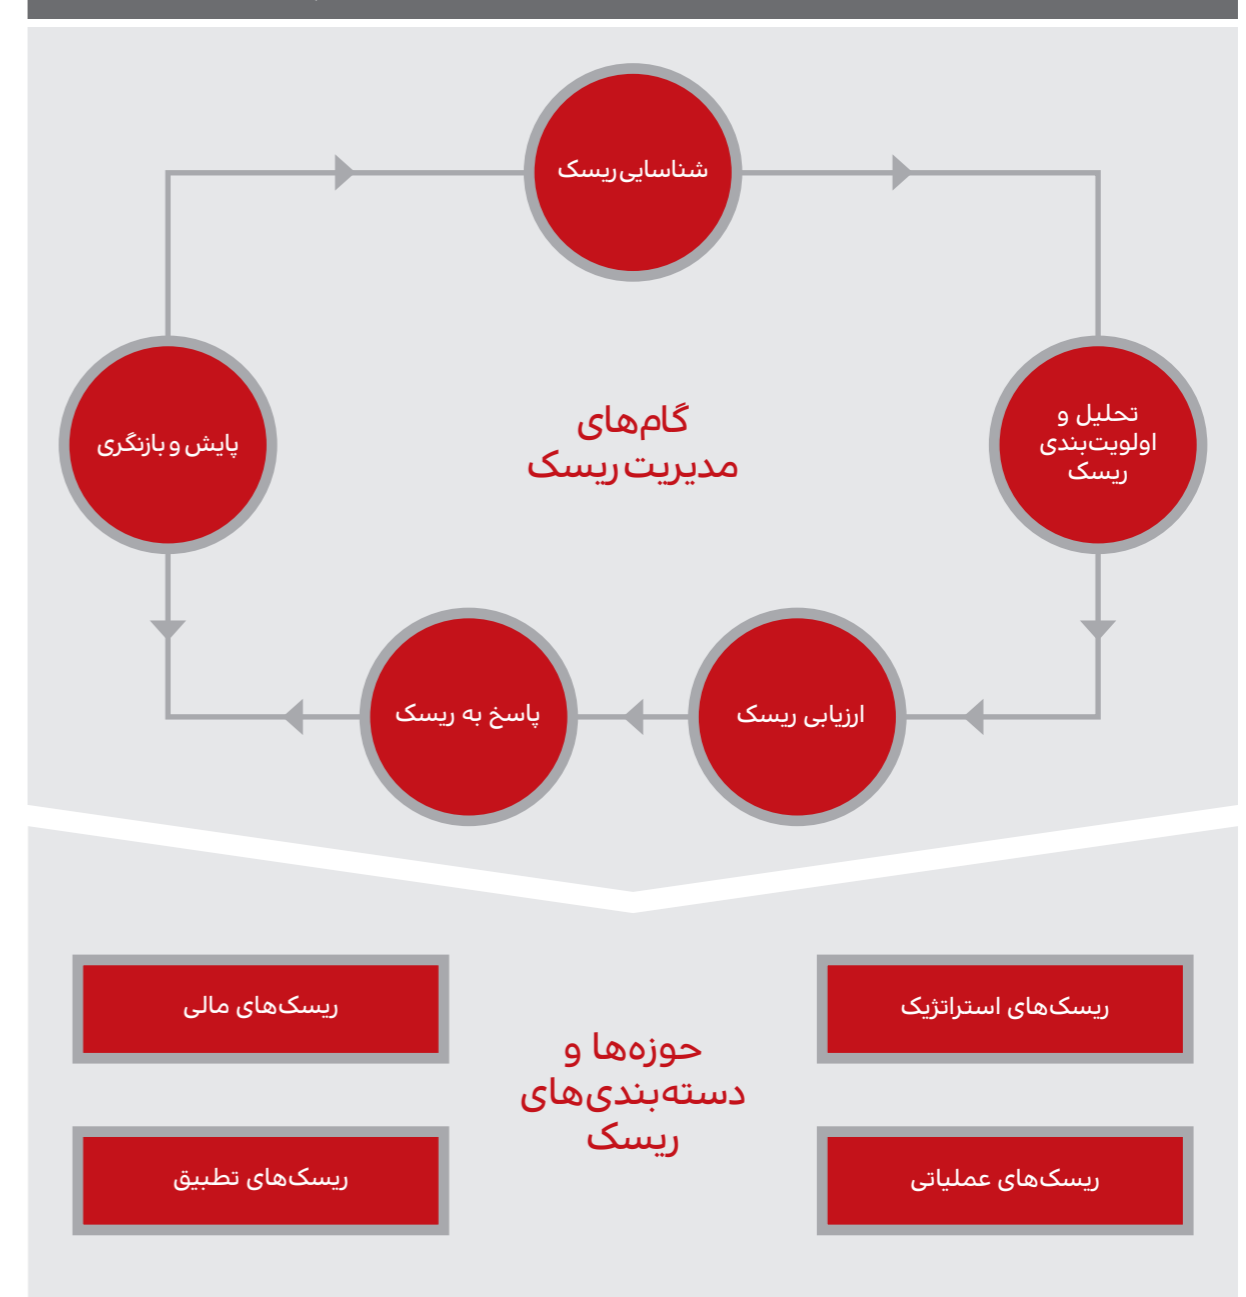 شناسایی ریسک
تحلیل و
اولویت‌بندی
ریسک
پایش و بازنگری
گام‌های
مدیریت ریسک
ارزیابی ریسک
پاسخ به ریسک
ریسک‌های استراتژیک
ریسک‌های مالی
حوزه‌ها و
دسته‌بندی‌های
ریسک
ریسک‌های عملیاتی
ریسک‌های تطبیق